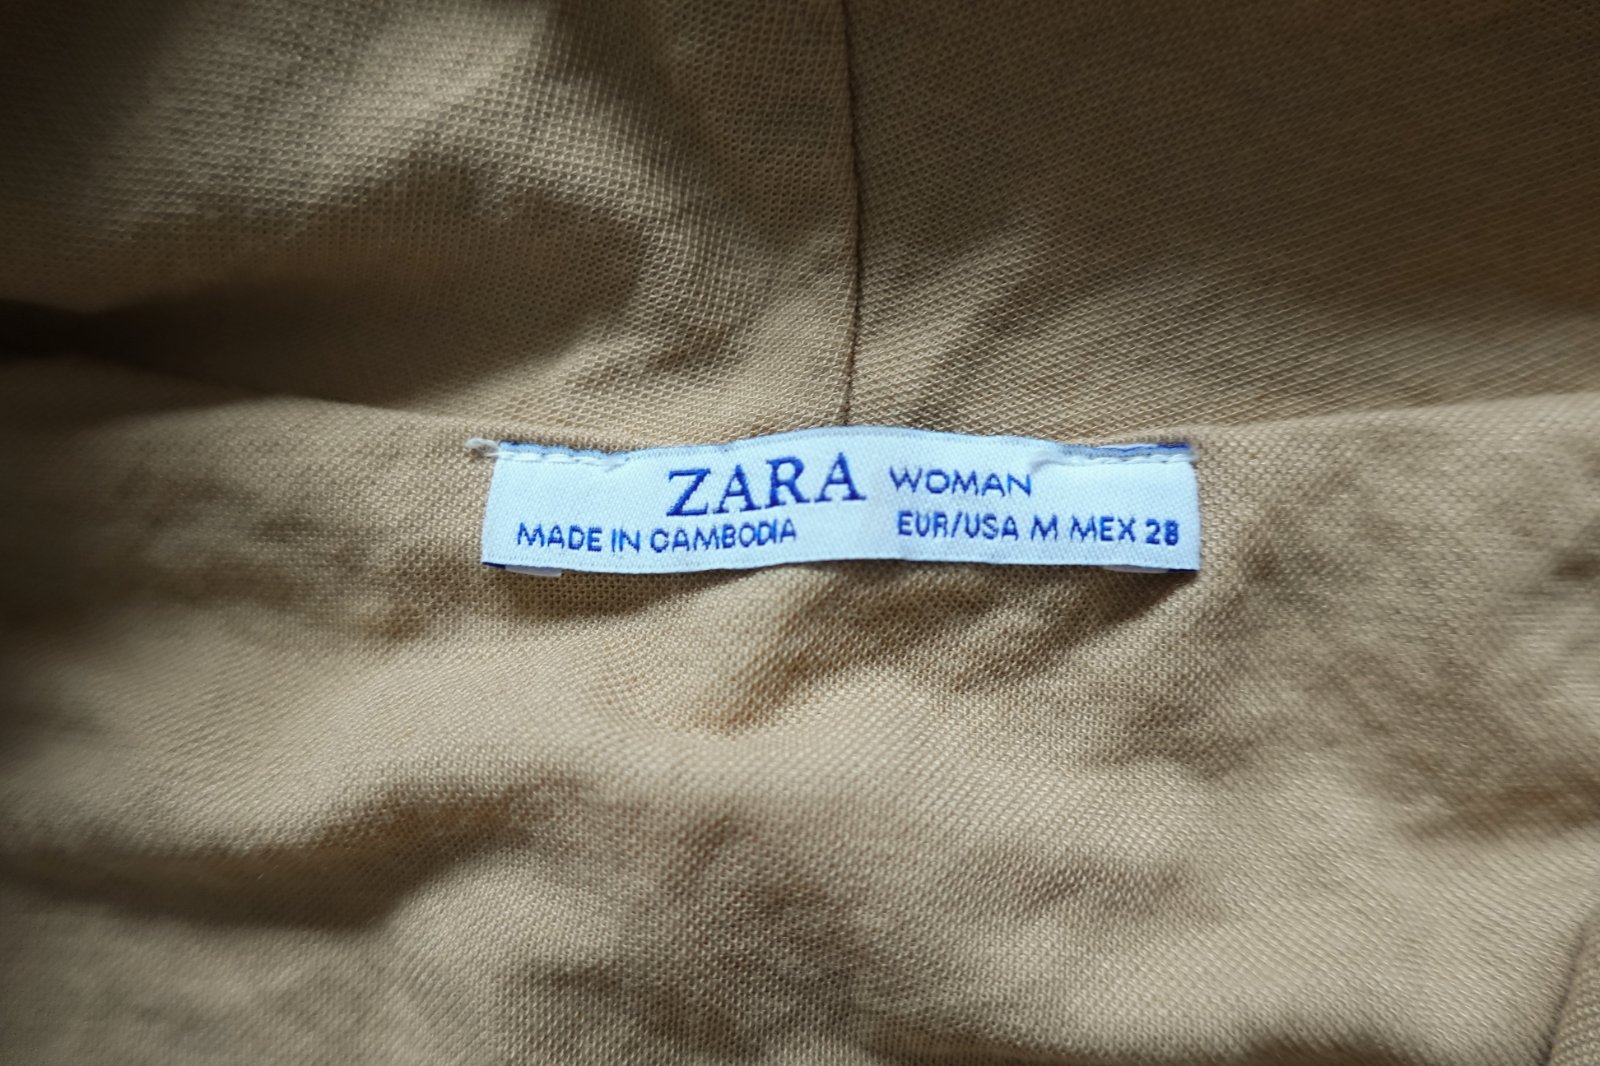 ZARA WOMAN
MADE IN CAMBODIA EUR/USA M MEX 28